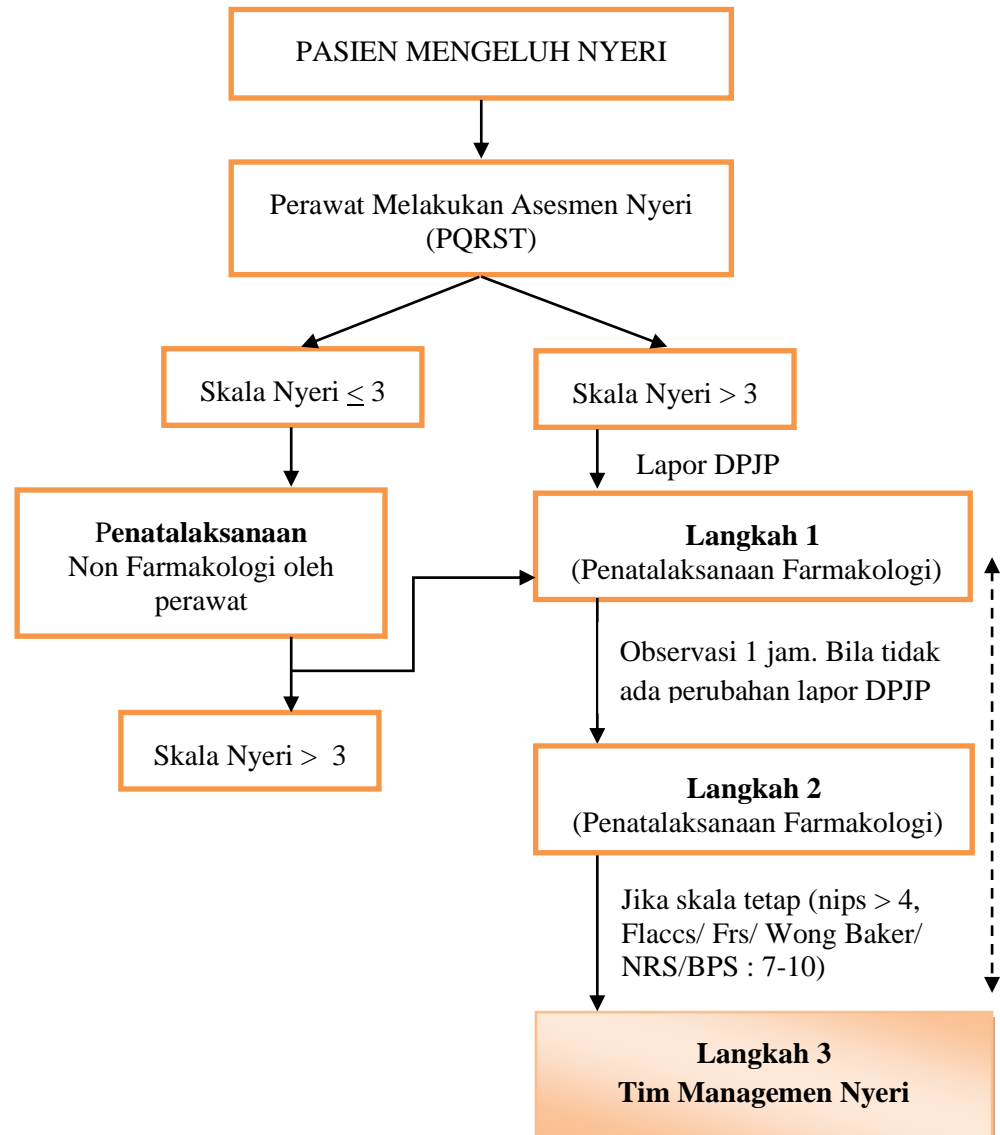 PASIEN MENGELUH NYERI
Perawat Melakukan Asesmen Nyeri
(PQRST)
Skala Nyeri ≤ 3
Skala Nyeri > 3
Lapor DPJP
Penatalaksanaan
Non Farmakologi oleh
perawat
Langkah 1
(Penatalaksanaan Farmakologi)
Observasi 1 jam. Bila tidak
ada perubahan lapor DPJP
Skala Nyeri >  3
Langkah 2
(Penatalaksanaan Farmakologi)
Jika skala tetap (nips > 4,
Flaccs/ Frs/ Wong Baker/
NRS/BPS : 7-10)
Langkah 3
Tim Managemen Nyeri